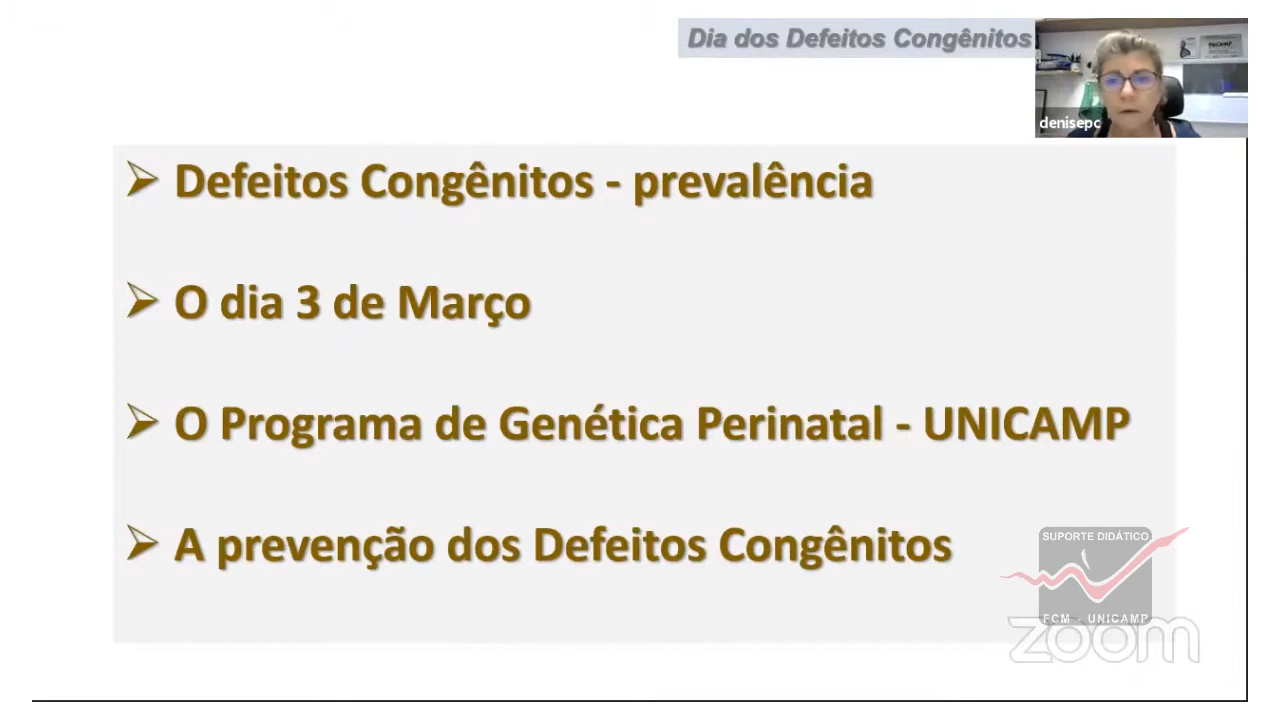 Dia dos Defeitos Congênitos
denisepc
➢ Defeitos Congênitos - prevalência
➢ O dia 3 de Março
➢ O Programa de Genética Perinatal - UNICAMP
➢ A prevenção dos Defeitos Congênitos
SUPORTE DIDÁTICO
FCM - UNICAMP
zoom